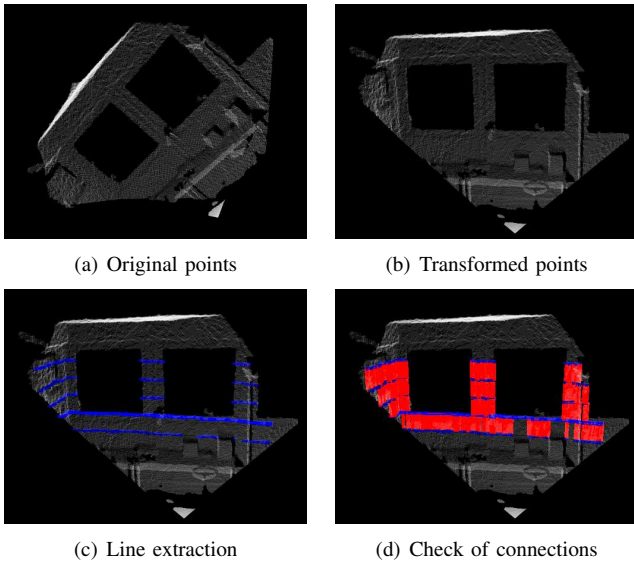 (a) Original points
(b) Transformed points
(c) Line extraction
(d) Check of connections